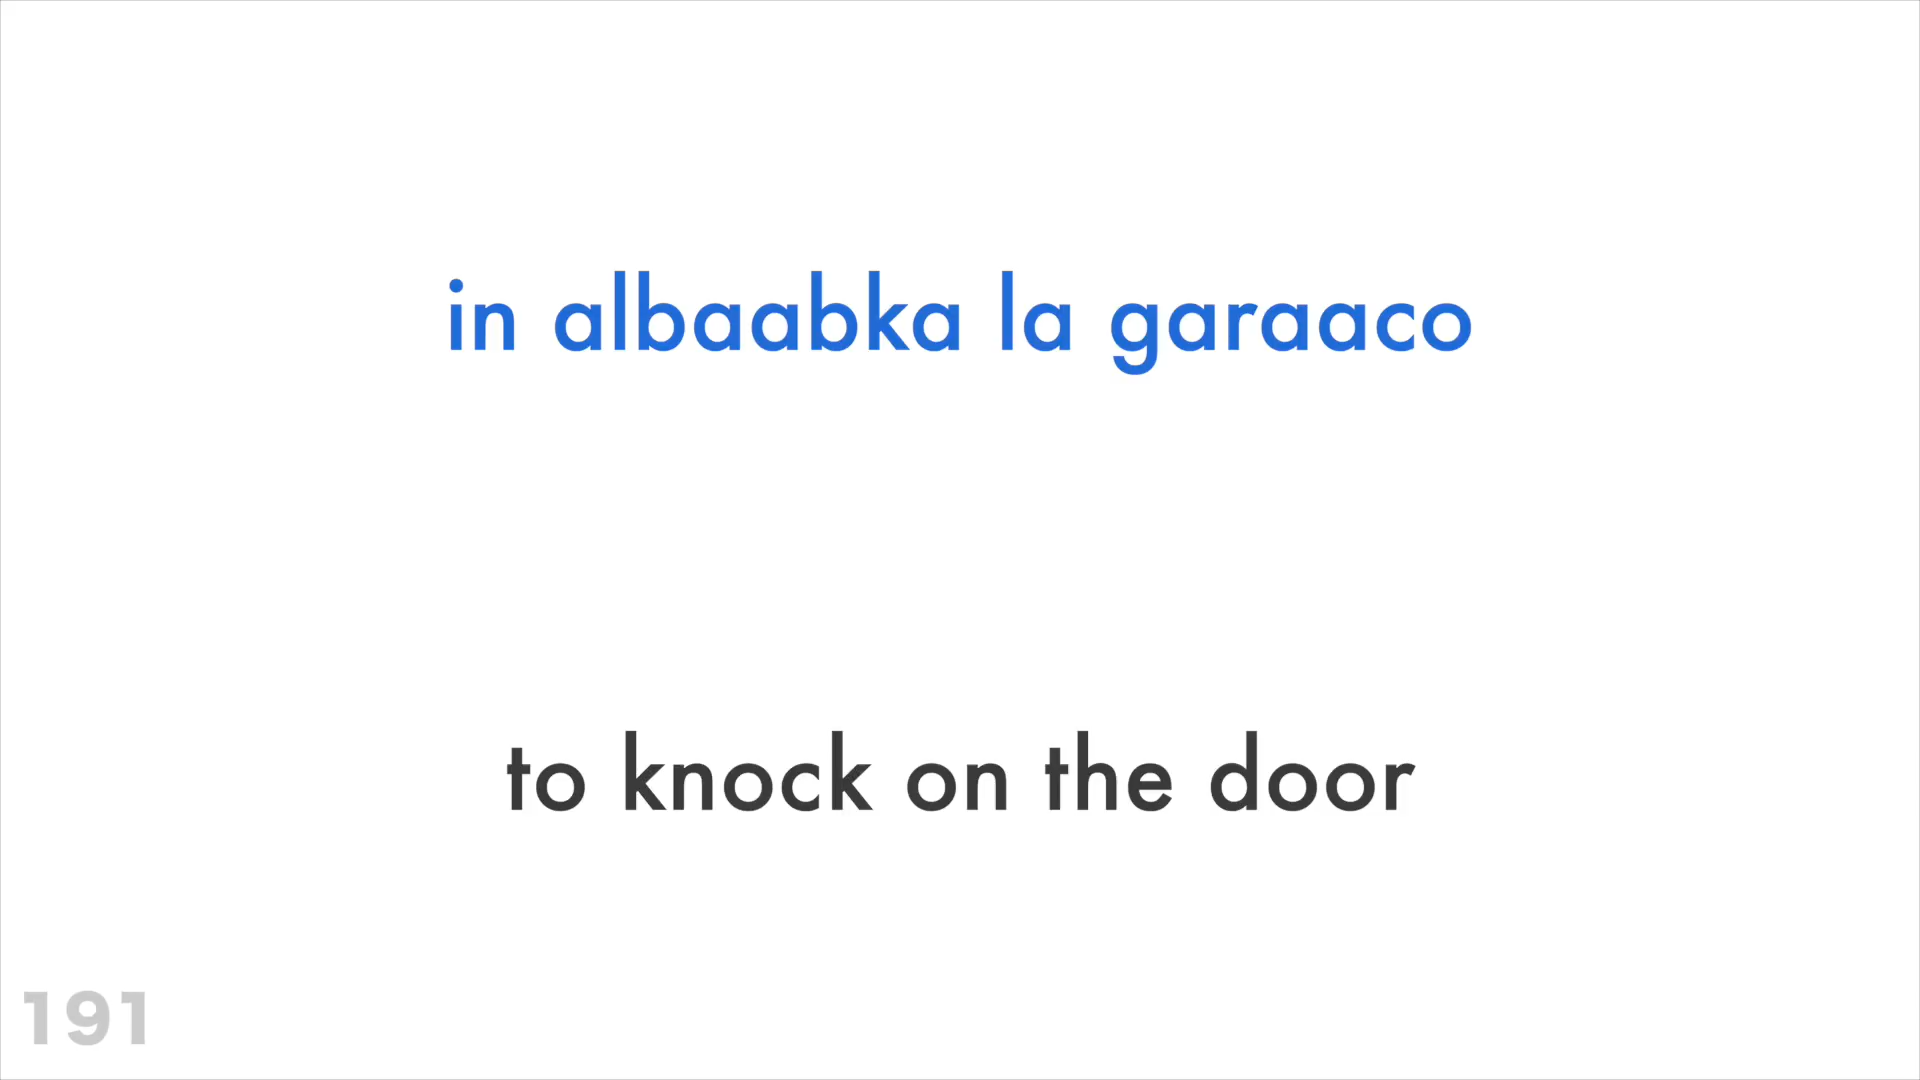 in albaabka la garaaco
to knock on the door
191